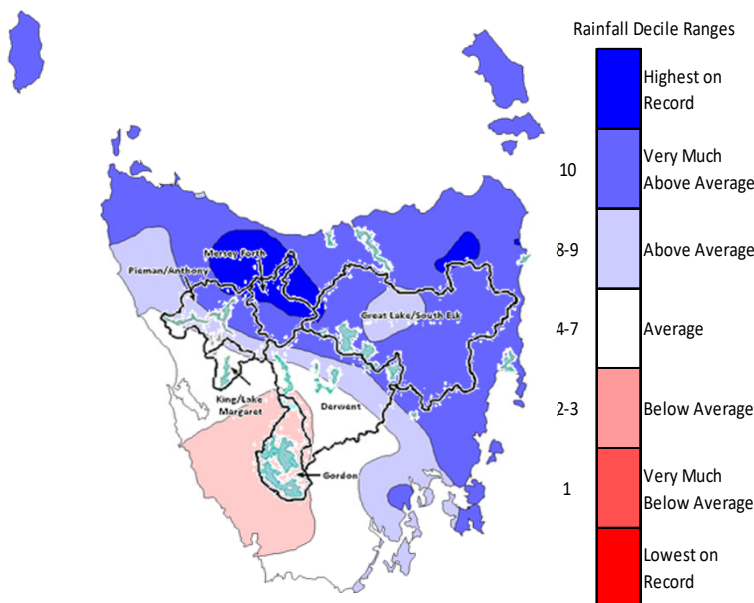 Rainfall Decile Ranges
Highest on
Record
10
Very Much
Above Average
8-9
Above Average
4-7
Average
2-3
Below Average
1
Very Much
Below Average
Lowest on
Record
Mersey Forth
Pieman/Anthony
Great Lake/South Esk
King/Lake
Margaret
Derwent
Gordon